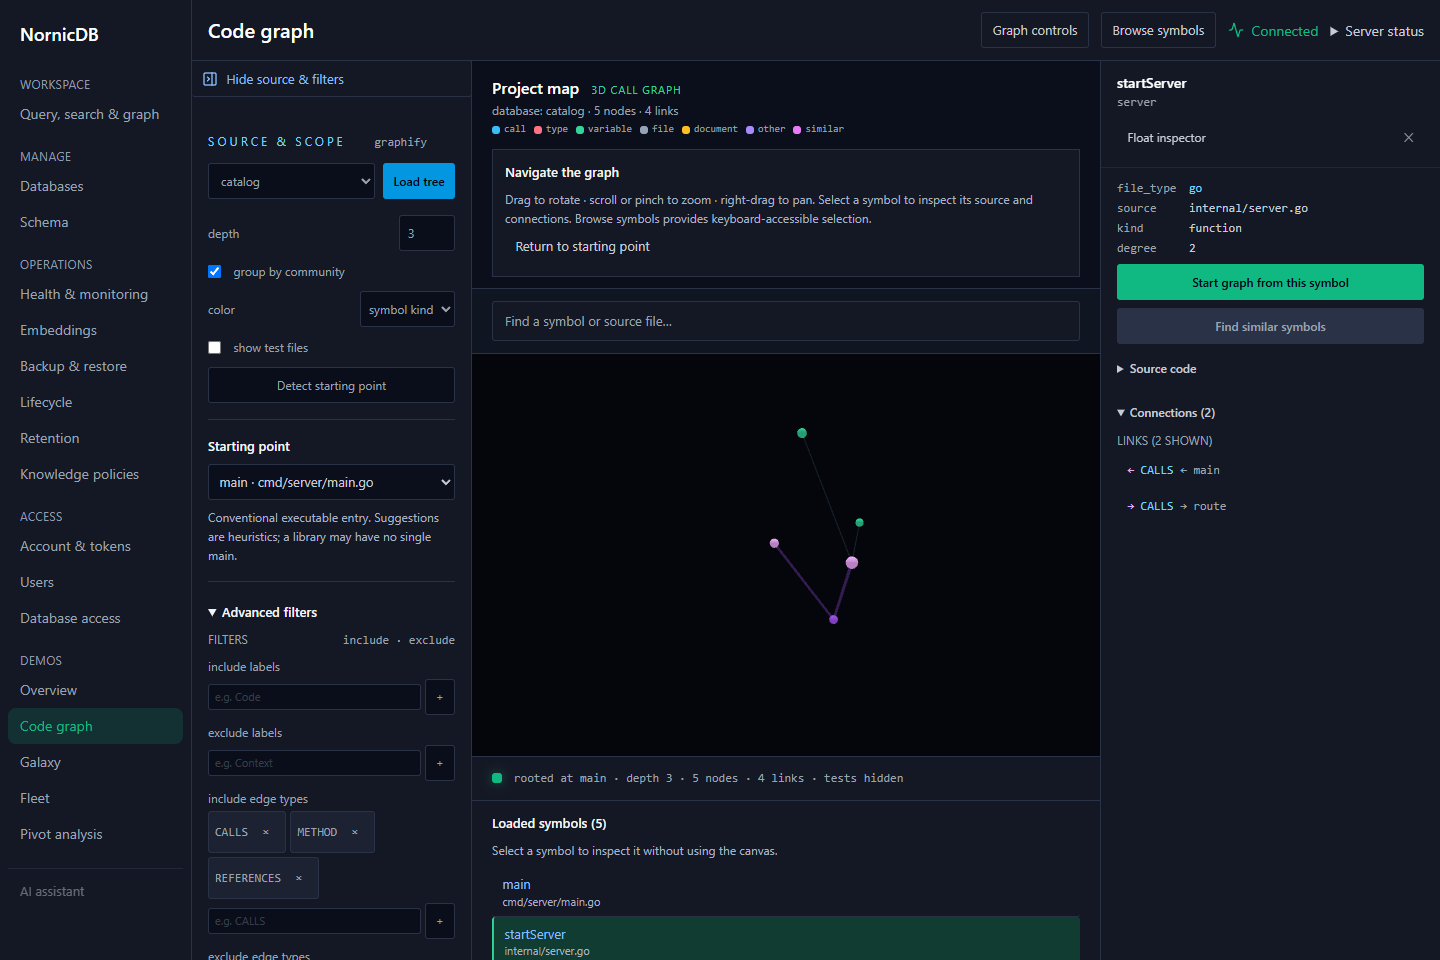 NornicDB
WORKSPACE
Query, search & graph
MANAGE
Databases
Schema
OPERATIONS
Health & monitoring
Embeddings
Backup & restore
Lifecycle
Retention
Knowledge policies
ACCESS
Account & tokens
Users
Database access
DEMOS
Overview
Code graph
Galaxy
Fleet
Pivot analysis
AI assistant
Code graph
Graph controls
Browse symbols
Connected
▶ Server status
Hide source & filters
SOURCE & SCOPE graphify
catalog
Load tree
depth 3
group by community
color symbol kind
show test files
Detect starting point
Starting point
main · cmd/server/main.go
Conventional executable entry. Suggestions
are heuristics; a library may have no single
main.
▼ Advanced filters
FILTERS include · exclude
include labels
e.g. Code +
exclude labels
e.g. Context +
include edge types
CALLS × METHOD ×
REFERENCES ×
e.g. CALLS +
exclude edge types
Project map 3D CALL GRAPH
database: catalog · 5 nodes · 4 links
call type variable file document other similar
Navigate the graph
Drag to rotate · scroll or pinch to zoom · right-drag to pan. Select a symbol to inspect its source and
connections. Browse symbols provides keyboard-accessible selection.
Return to starting point
Find a symbol or source file...
rooted at main · depth 3 · 5 nodes · 4 links · tests hidden
Loaded symbols (5)
Select a symbol to inspect it without using the canvas.
main
cmd/server/main.go
startServer
internal/server.go
startServer
server
Float inspector ×
file_type go
source internal/server.go
kind function
degree 2
Start graph from this symbol
Find similar symbols
▶ Source code
▼ Connections (2)
LINKS (2 SHOWN)
← CALLS ← main
→ CALLS → route